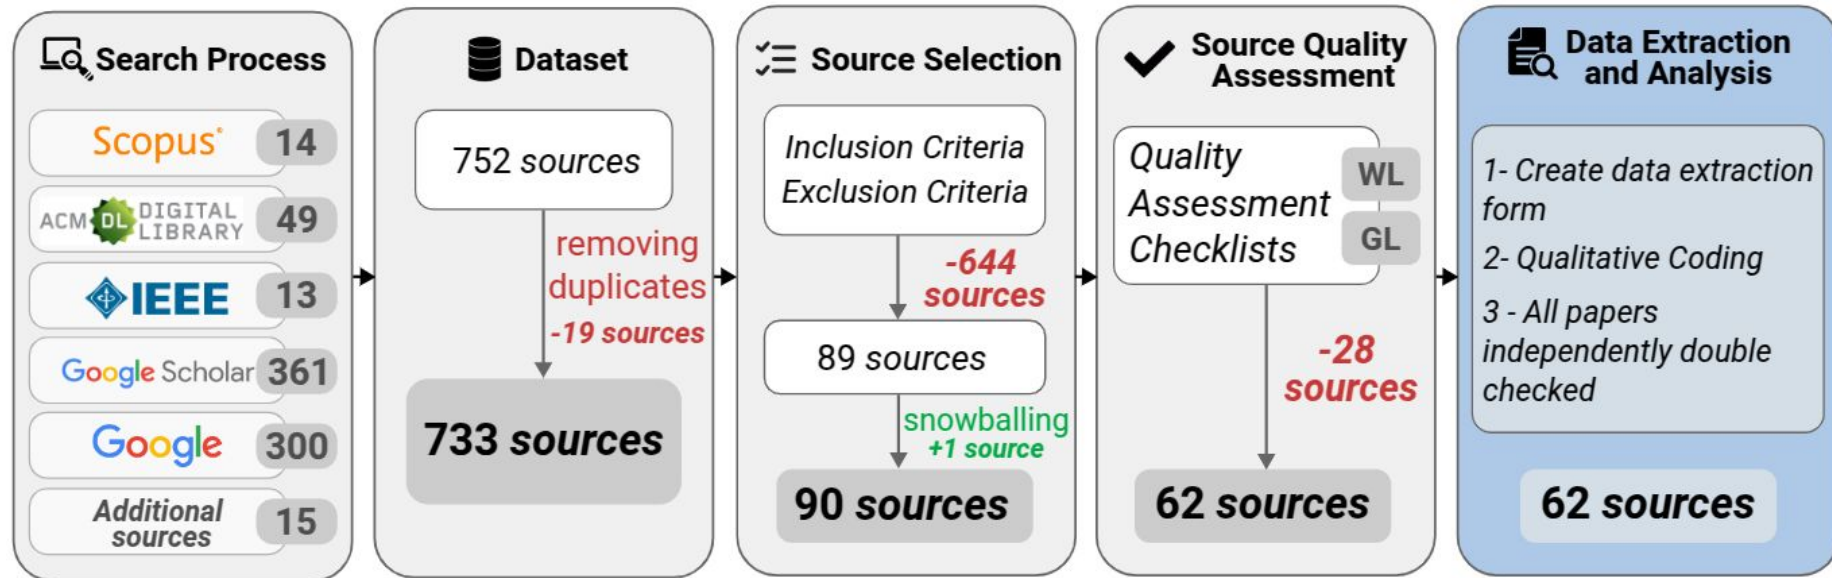 Search Process
Scopus® 14
ACM DL DIGITAL
LIBRARY 49
IEEE 13
Google Scholar 361
Google 300
Additional
sources 15
Dataset
752 sources
removing
duplicates
-19 sources
733 sources
Source Selection
Inclusion Criteria
Exclusion Criteria
-644
sources
89 sources
snowballing
+1 source
90 sources
Source Quality
Assessment
Quality
Assessment
Checklists
WL
GL
-28
sources
62 sources
Data Extraction
and Analysis
1- Create data extraction
form
2- Qualitative Coding
3 - All papers
independently double
checked
62 sources